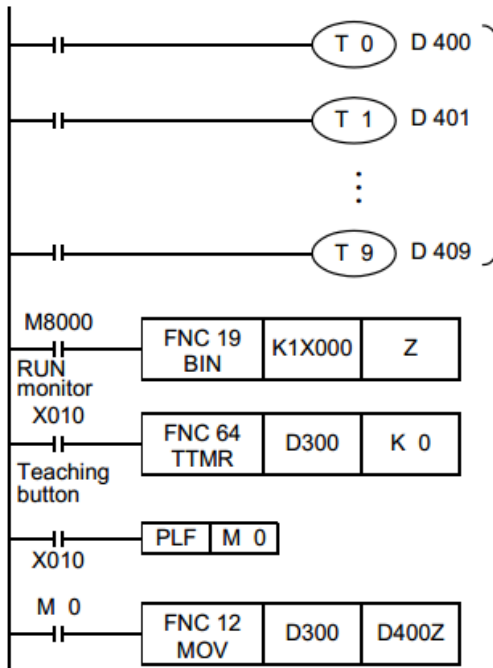 T 0 D 400
T 1 D 401
T 9 D 409
M8000
FNC 19 BIN K1X000 Z
RUN monitor
X010
FNC 64 TTMR D300 K 0
Teaching button
PLF M 0
X010
M 0
FNC 12 MOV D300 D400Z